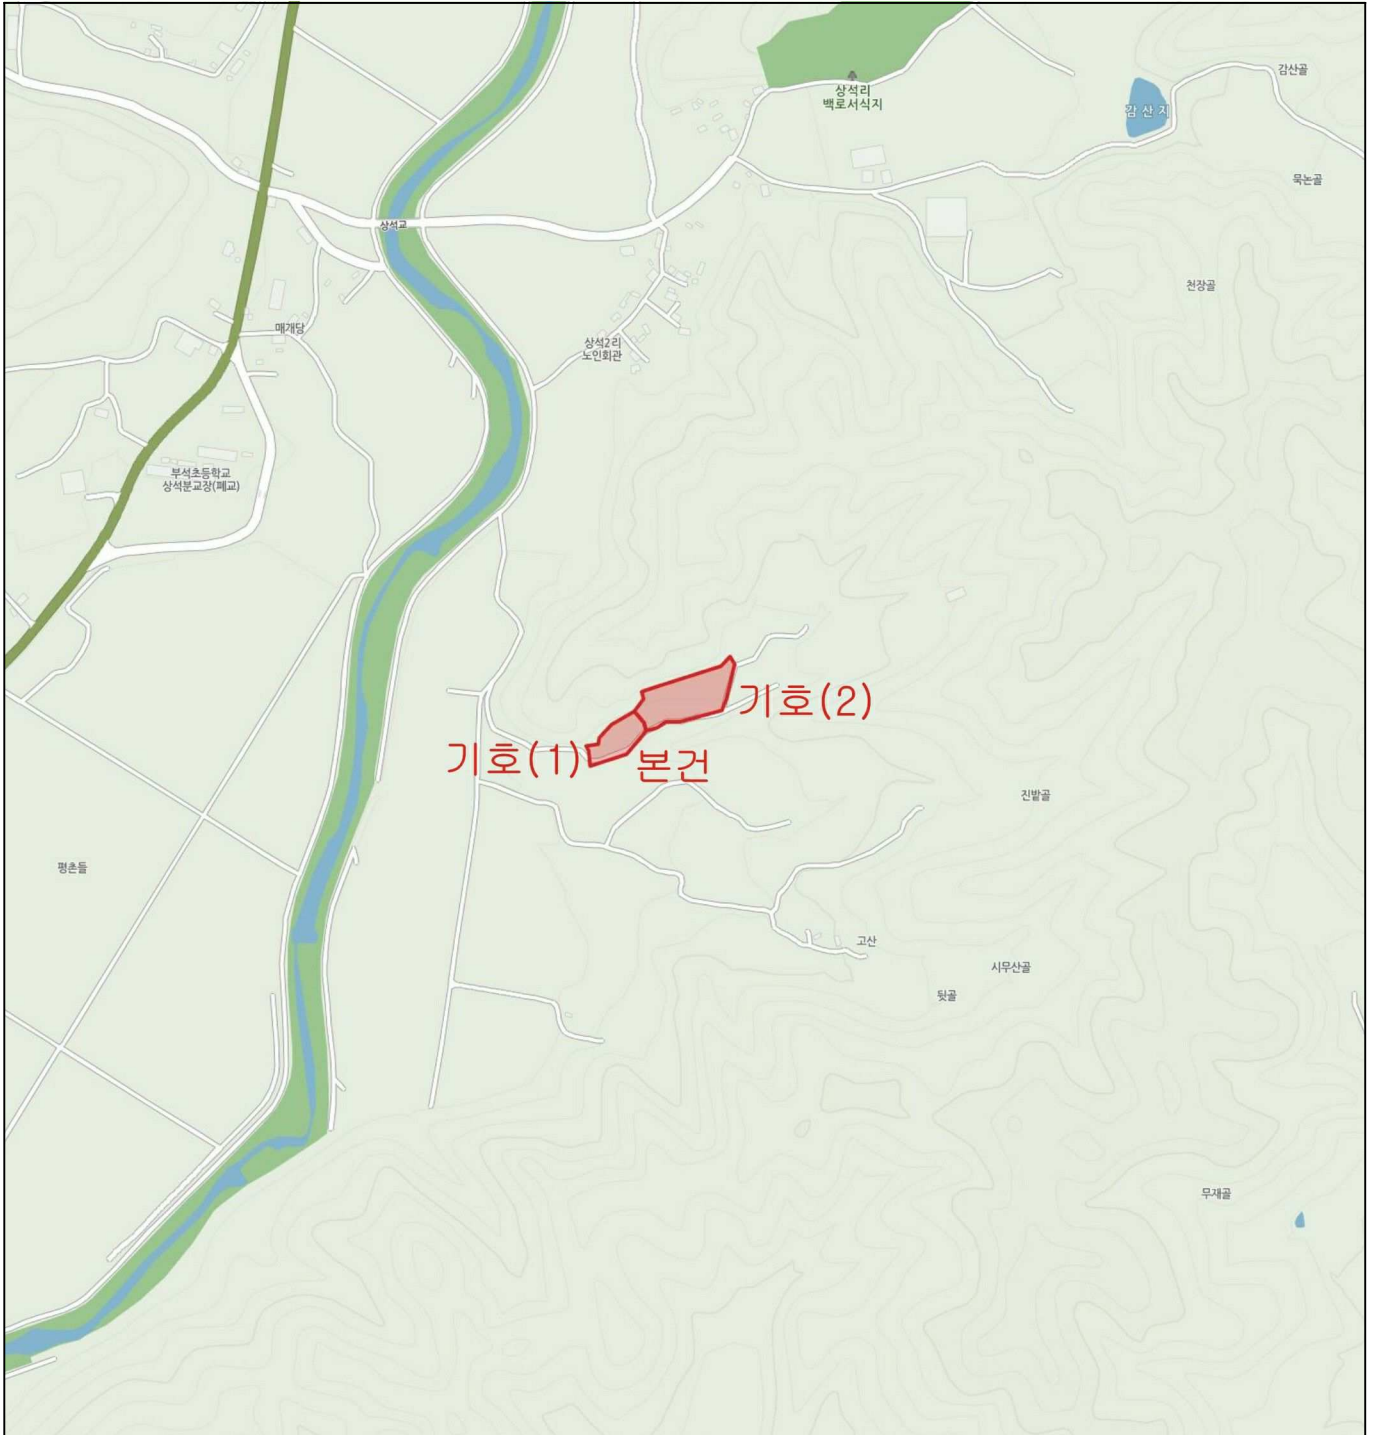 감산골
상석리
백로서식지
감 산 지
묵논골
상석교
천장골
매개당
상석2리
노인회관
부석초등학교
상석분교장(폐교)
기호(2)
기호(1)
본건
진밭골
평촌들
고산
시무산골
뒷골
무재골